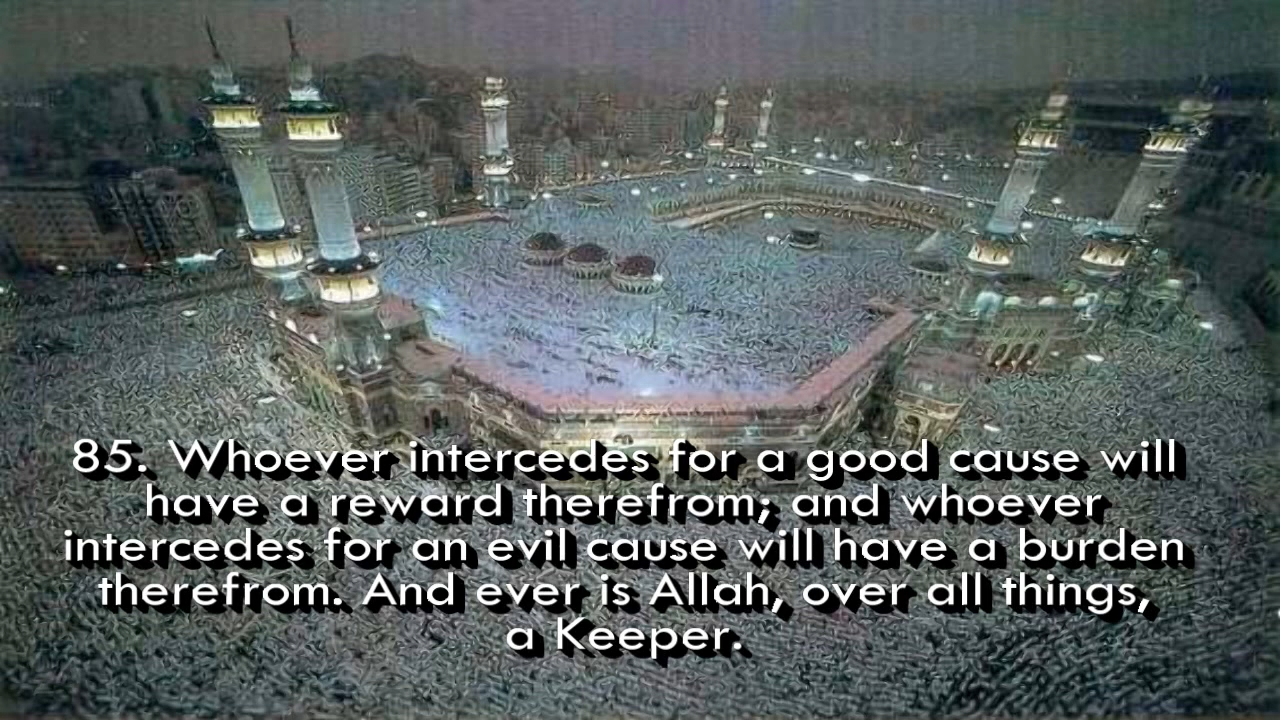 85. Whoever intercedes for a good cause will
have a reward therefrom; and whoever
intercedes for an evil cause will have a burden
therefrom. And ever is Allah, over all things,
a Keeper.